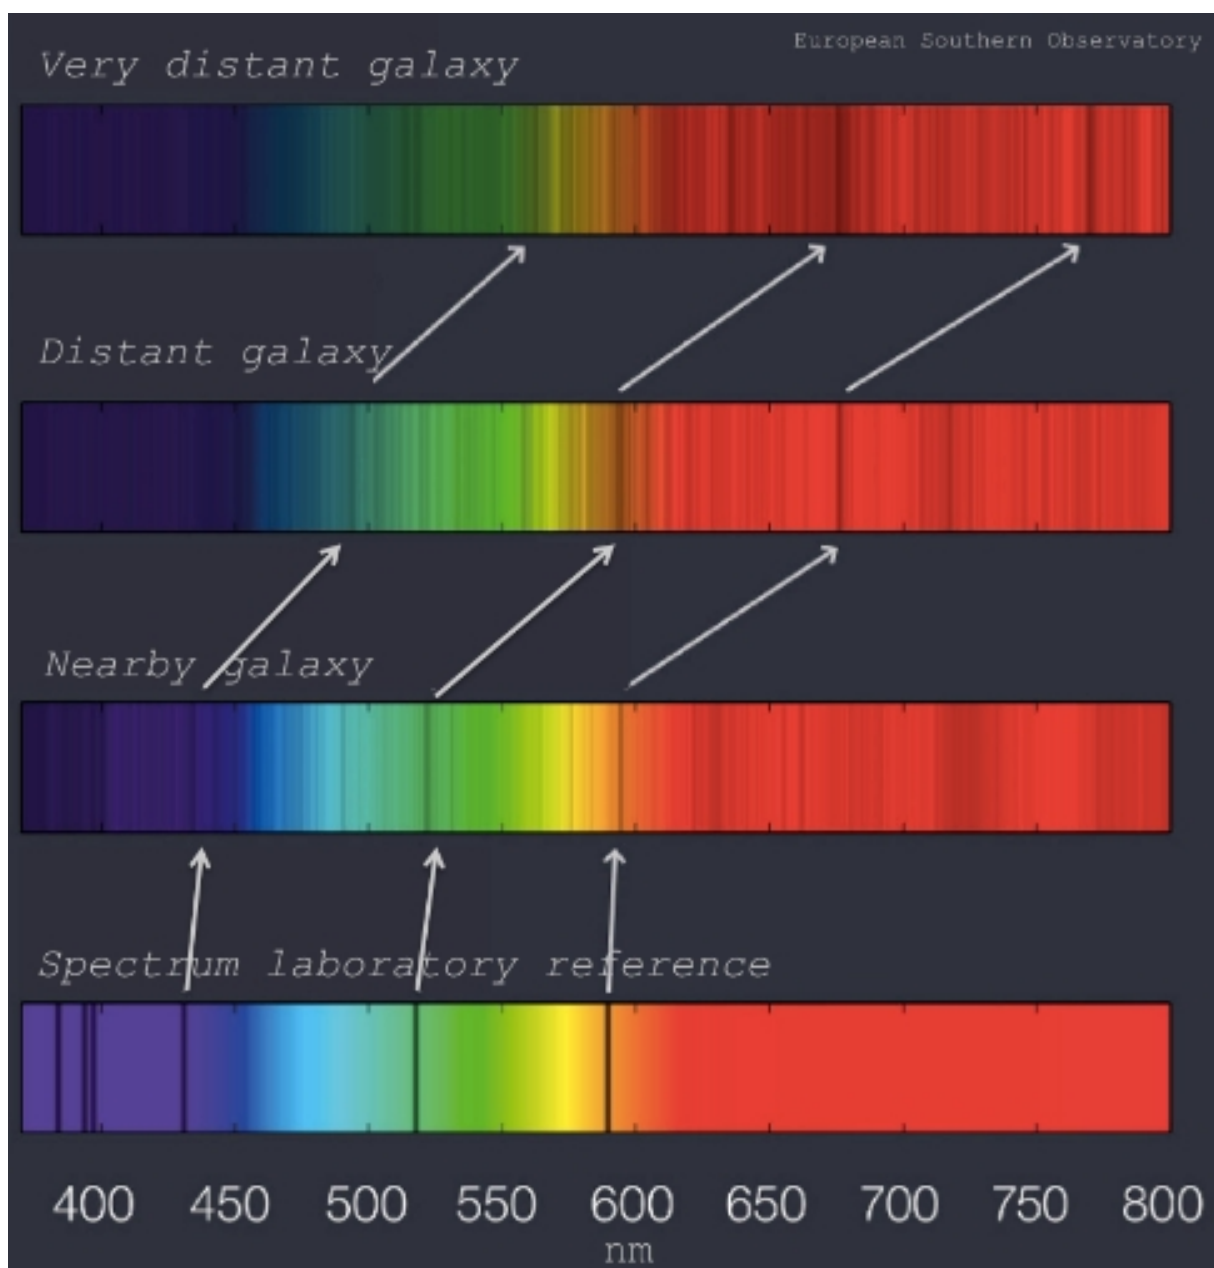 European Southern Observatory
Very distant galaxy
Distant galaxy
Nearby galaxy
Spectrum laboratory reference
400 450 500 550 600 650 700 750 800
nm